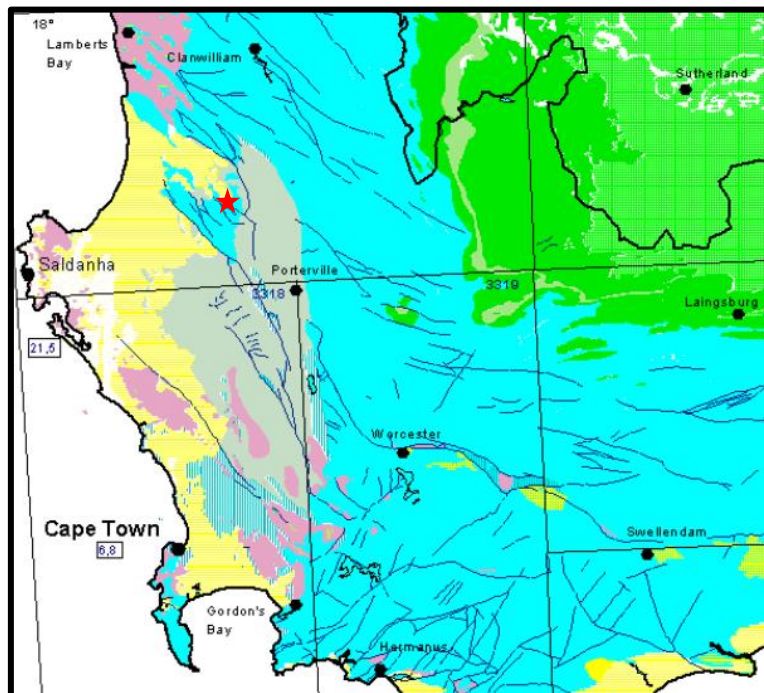 18°
Lamberts
Bay
Clanwilliam
Sutherland
Saldanha
Porterville
3318
3319
Laingsburg
21,5
Worcester
Cape Town
6,8
Swellendam
Gordon's
Bay
Hermanus